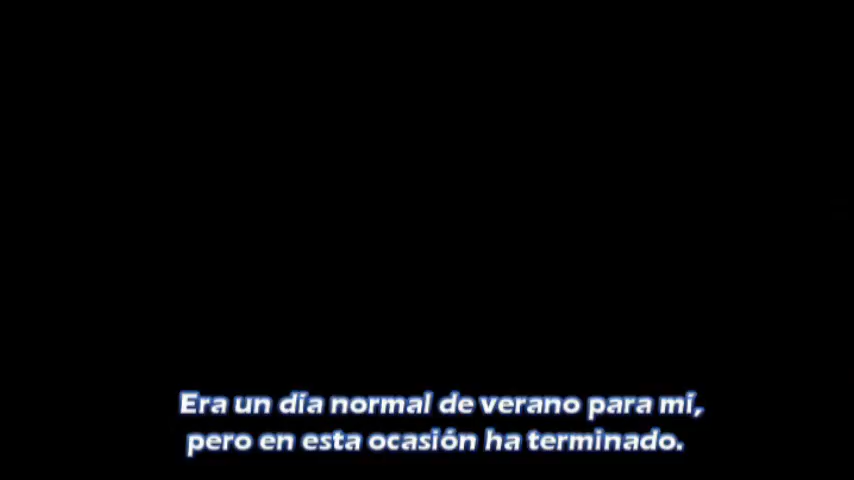 Era un día normal de verano para mí,
pero en esta ocasión ha terminado.